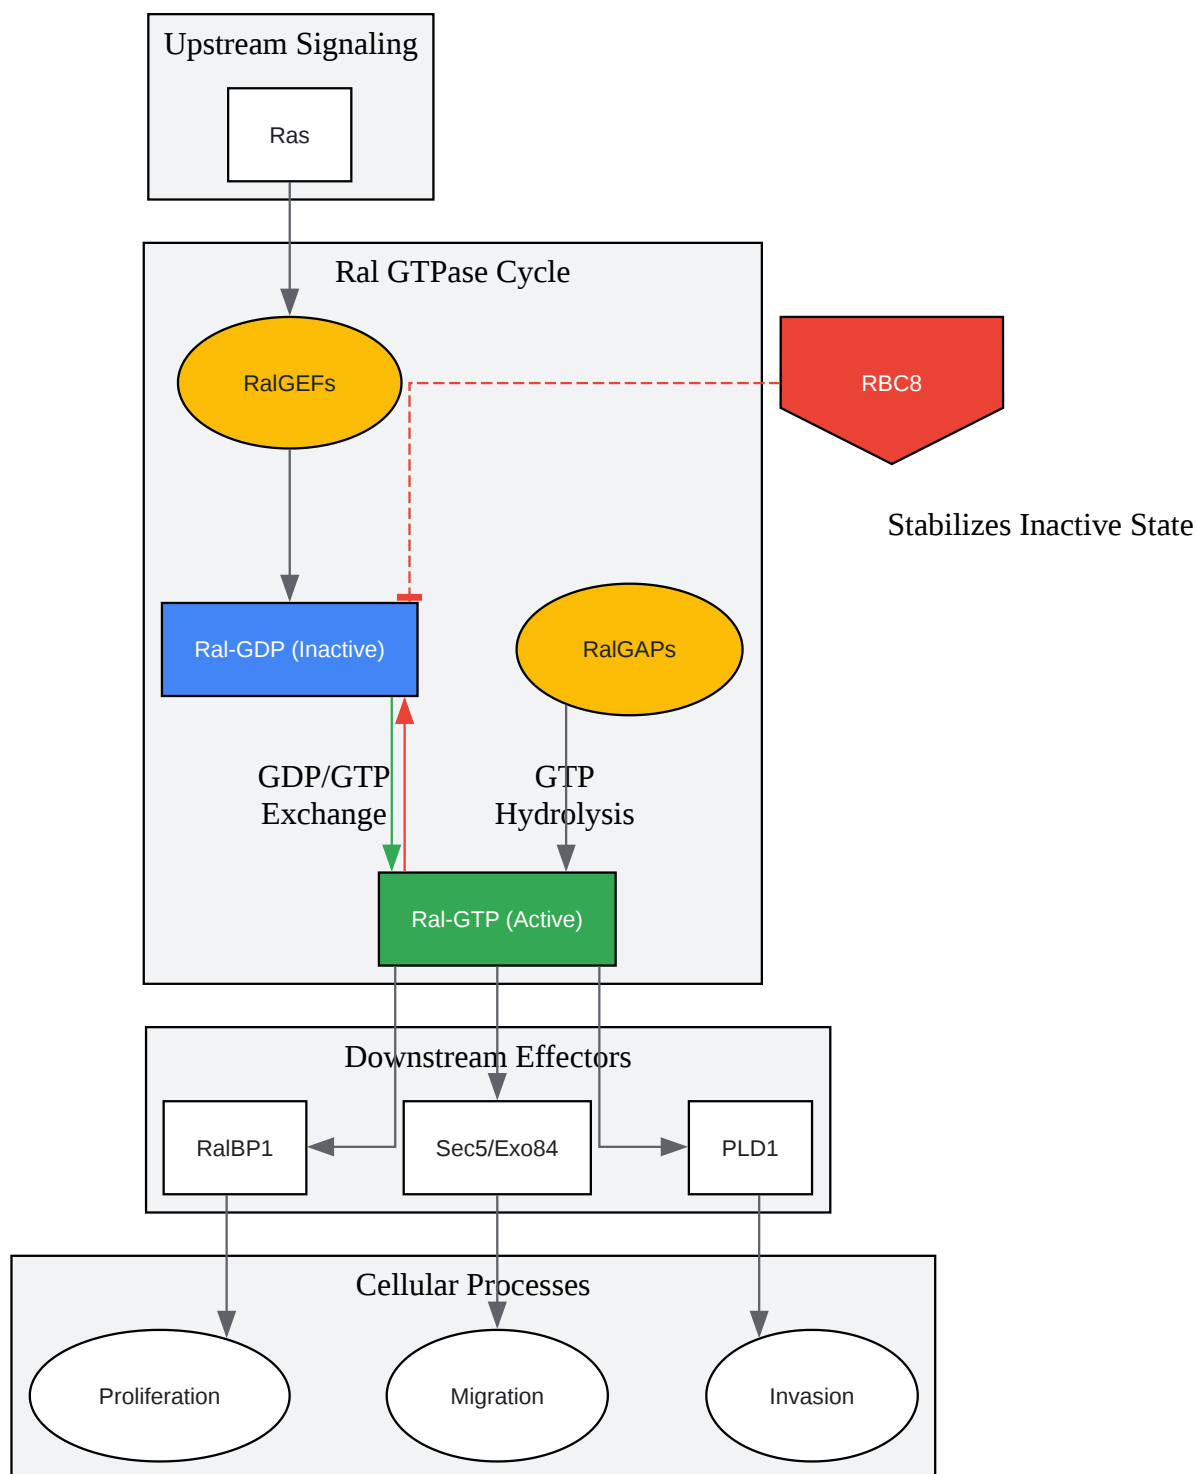 Upstream Signaling
Ras
Ral GTPase Cycle
RalGEFs
RBC8
Stabilizes Inactive State
Ral-GDP (Inactive)
RalGAPs
GDP/GTP
Exchange
GTP
Hydrolysis
Ral-GTP (Active)
Downstream Effectors
RalBP1
Sec5/Exo84
PLD1
Cellular Processes
Proliferation
Migration
Invasion